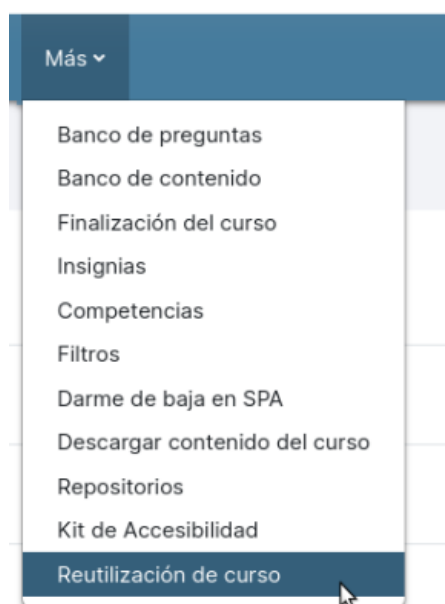 Más
Banco de preguntas
Banco de contenido
Finalización del curso
Insignias
Competencias
Filtros
Darme de baja en SPA
Descargar contenido del curso
Repositorios
Kit de Accesibilidad
Reutilización de curso